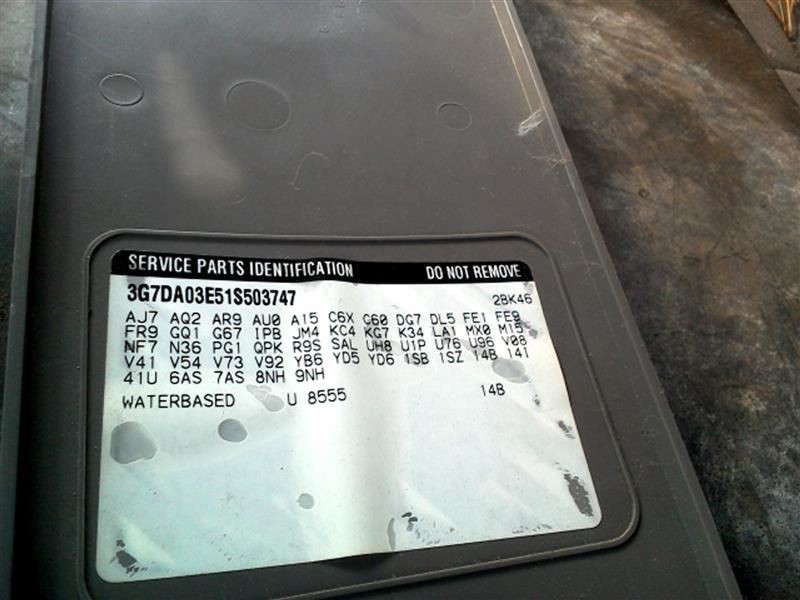 SERVICE PARTS IDENTIFICATION DO NOT REMOVE
3G7DA03E51S503747 2BK46
AJ7 AQ2 AR9 AU0 A15 C6X C60 DG7 DL5 FE1 FE9
FR9 GQ1 G67 IPB JM4 KC4 KG7 K34 LA1 MX0 M15
NF7 N36 PG1 QPK R9S SAL UH8 U1P U76 U96 V08
V41 V54 V73 V92 YB6 YD5 YD6 1SB 1SZ 14B 14I
41U 6AS 7AS 8NH 9NH
WATERBASED U 8555 14B